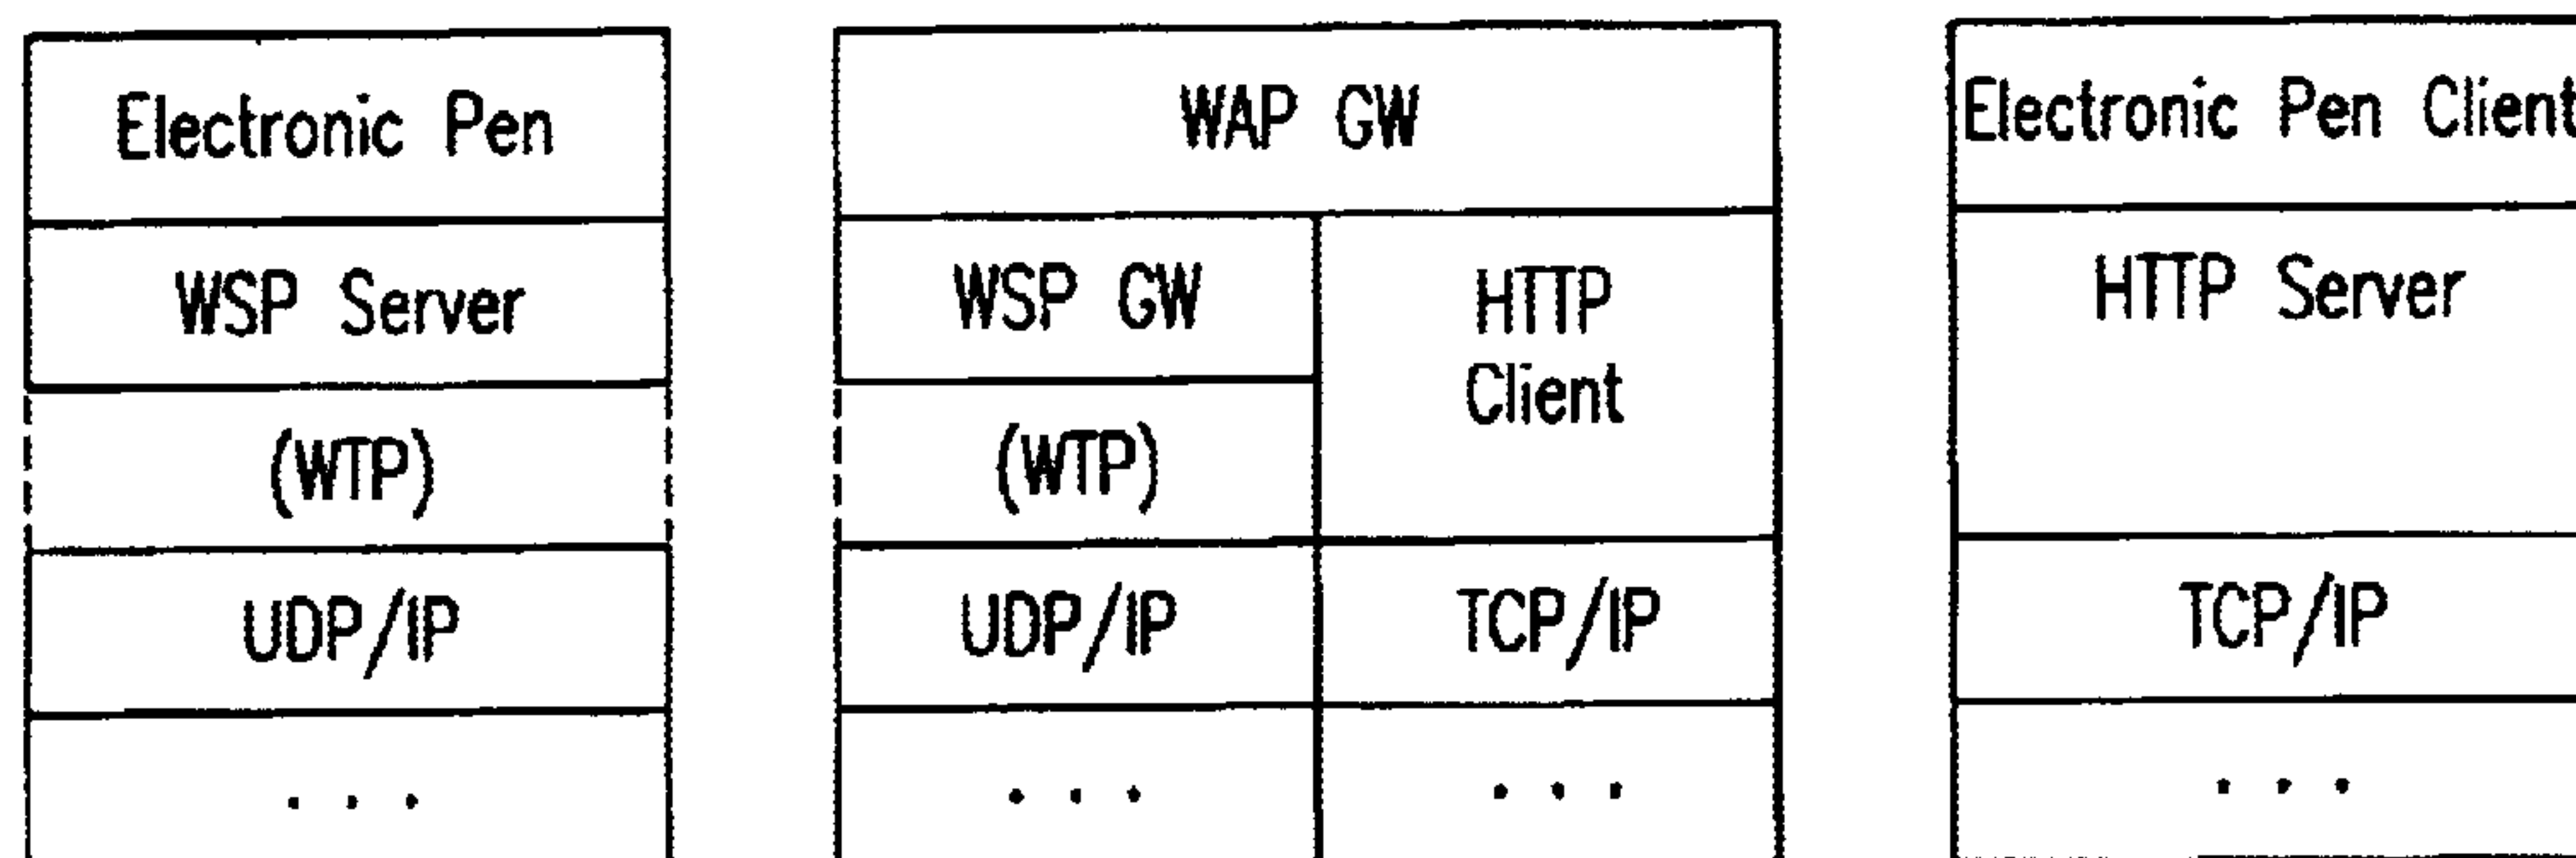 Electronic Pen
WSP Server
(WTP)
UDP/IP
. . .
WAP GW
WSP GW
(WTP)
UDP/IP
. . .
HTTP
Client
TCP/IP
. . .
Electronic Pen Client
HTTP Server
TCP/IP
. . .